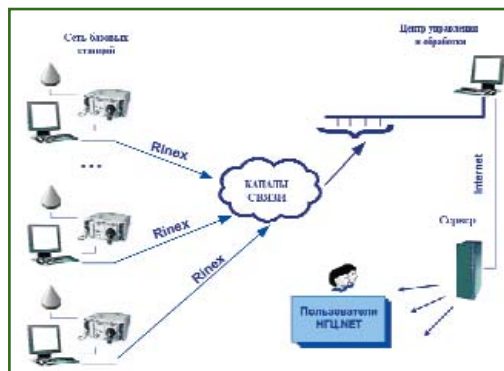 Сеть базовых
станций
Центр управления
и обработки
Rinex
...
Rinex
Rinex
КАНАЛЫ
СВЯЗИ
Internet
Сервер
Пользователи
НГЦ.NET